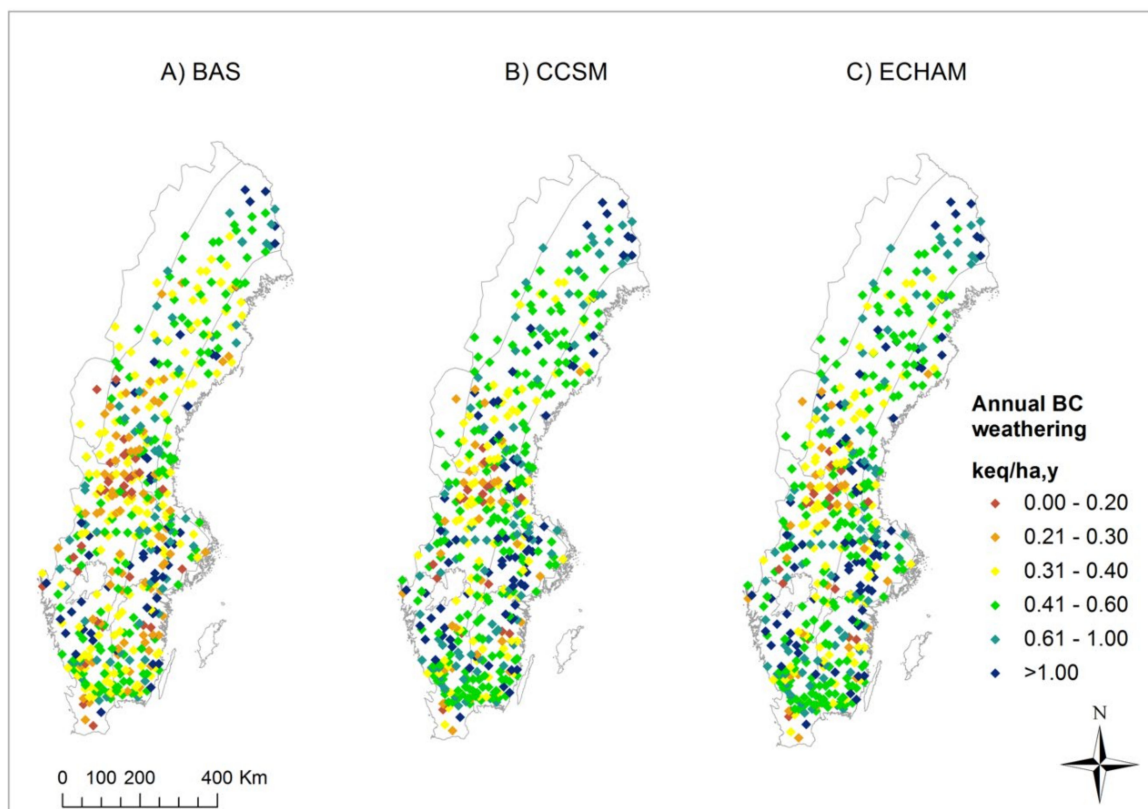 A) BAS
B) CCSM
C) ECHAM
Annual BC
weathering
keq/ha,y
0.00 - 0.20
0.21 - 0.30
0.31 - 0.40
0.41 - 0.60
0.61 - 1.00
>1.00
N
0 100 200 400 Km